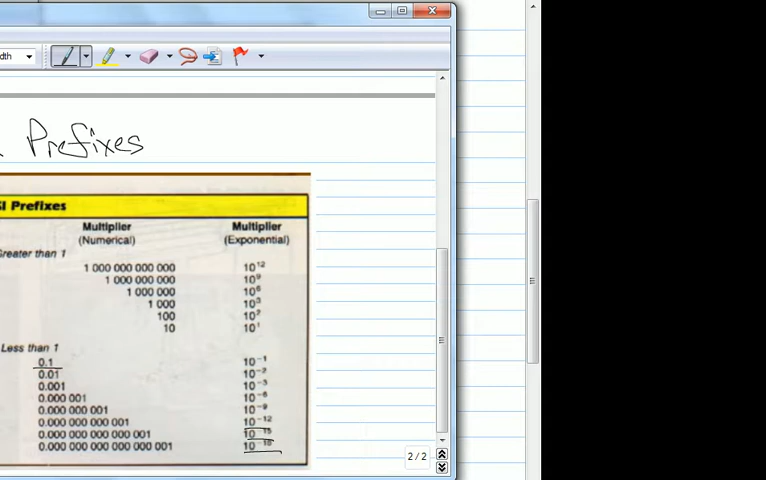 dth
Prefixes
SI Prefixes
Multiplier Multiplier
(Numerical) (Exponential)
Greater than 1
1 000 000 000 000 10¹²
1 000 000 000 10⁹
1 000 000 10⁶
1 000 10³
100 10²
10 10¹
Less than 1
0.1 10⁻¹
0.01 10⁻²
0.001 10⁻³
0.000 001 10⁻⁶
0.000 000 001 10⁻⁹
0.000 000 000 001 10⁻¹²
0.000 000 000 000 001 10⁻¹⁵
0.000 000 000 000 000 001 10⁻¹⁸
2/2